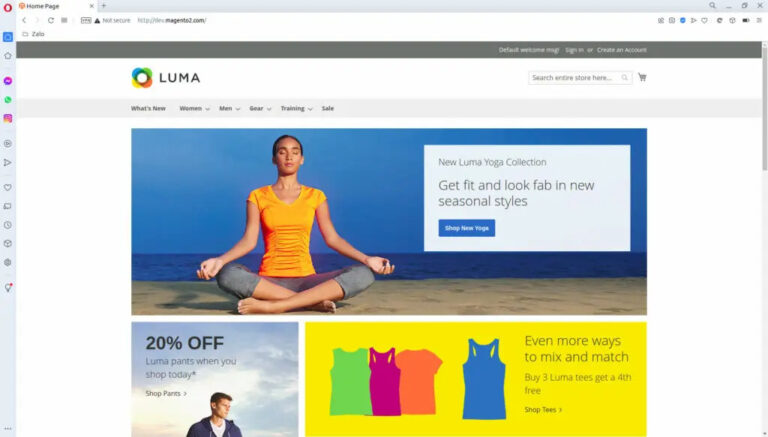 Home Page
VPN
Not secure
http://dev.magento2.com/
Zalo
Default welcome msg! Sign In or Create an Account
LUMA
Search entire store here...
What's New Women Men Gear Training Sale
New Luma Yoga Collection
Get fit and look fab in new
seasonal styles
Shop New Yoga
20% OFF
Luma pants when you
shop today*
Shop Pants
Even more ways
to mix and match
Buy 3 Luma tees get a 4th
free
Shop Tees